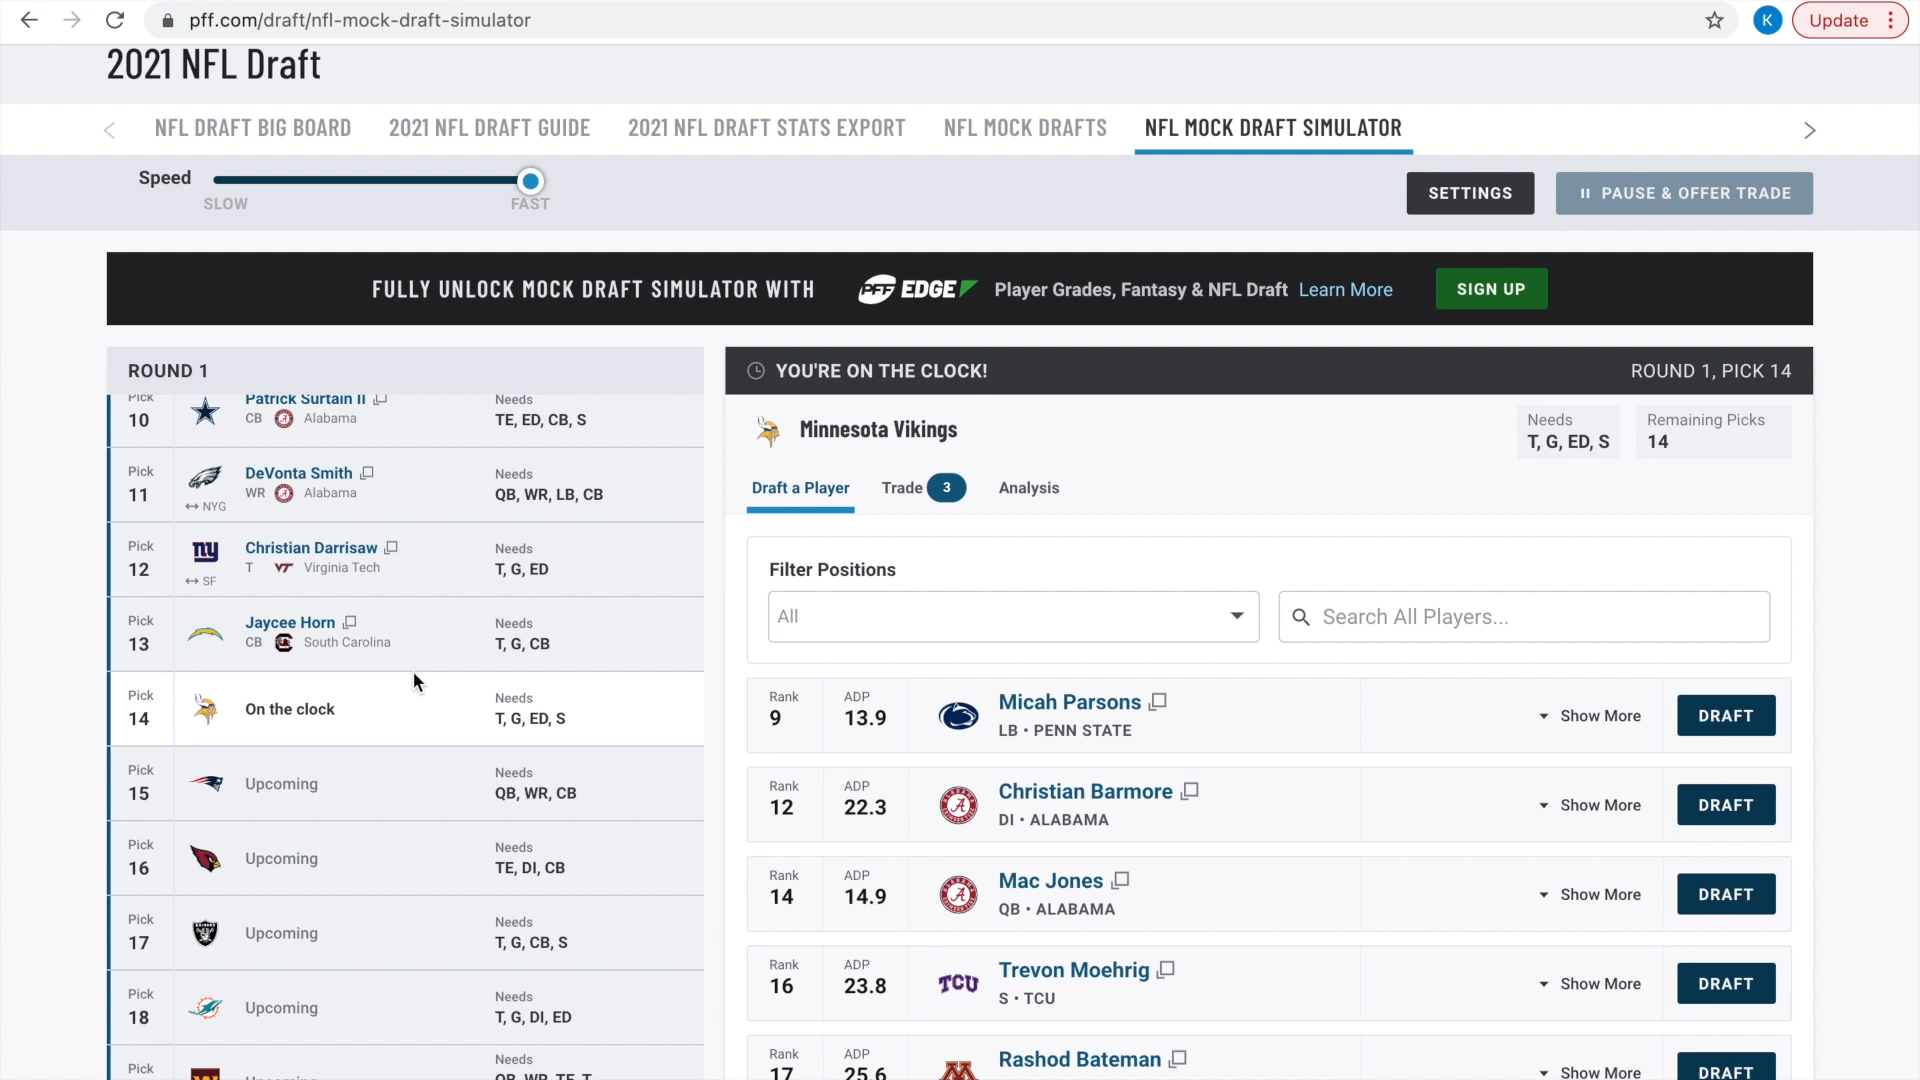 pff.com/draft/nfl-mock-draft-simulator
K
Update
2021 NFL Draft
NFL DRAFT BIG BOARD
2021 NFL DRAFT GUIDE
2021 NFL DRAFT STATS EXPORT
NFL MOCK DRAFTS
NFL MOCK DRAFT SIMULATOR
Speed
SLOW
FAST
SETTINGS
PAUSE & OFFER TRADE
FULLY UNLOCK MOCK DRAFT SIMULATOR WITH
PFF EDGE
Player Grades, Fantasy & NFL Draft Learn More
SIGN UP
ROUND 1
Pick
10
Patrick Surtain II
CB Alabama
Needs
TE, ED, CB, S
Pick
11
↔ NYG
DeVonta Smith
WR Alabama
Needs
QB, WR, LB, CB
Pick
12
ny
↔ SF
Christian Darrisaw
T VT Virginia Tech
Needs
T, G, ED
Pick
13
Jaycee Horn
CB South Carolina
Needs
T, G, CB
Pick
14
On the clock
Needs
T, G, ED, S
Pick
15
Upcoming
Needs
QB, WR, CB
Pick
16
Upcoming
Needs
TE, DI, CB
Pick
17
Upcoming
Needs
T, G, CB, S
Pick
18
Upcoming
Needs
T, G, DI, ED
Pick
Upcoming
Needs
QB, WR, TE, T
YOU'RE ON THE CLOCK!
ROUND 1, PICK 14
Minnesota Vikings
Needs
T, G, ED, S
Remaining Picks
14
Draft a Player
Trade 3
Analysis
Filter Positions
All
Search All Players...
Rank
9
ADP
13.9
Micah Parsons
LB • PENN STATE
Show More
DRAFT
Rank
12
ADP
22.3
Christian Barmore
DI • ALABAMA
Show More
DRAFT
Rank
14
ADP
14.9
Mac Jones
QB • ALABAMA
Show More
DRAFT
Rank
16
ADP
23.8
TCU
Trevon Moehrig
S • TCU
Show More
DRAFT
Rank
17
ADP
25.6
M
Rashod Bateman
Show More
DRAFT